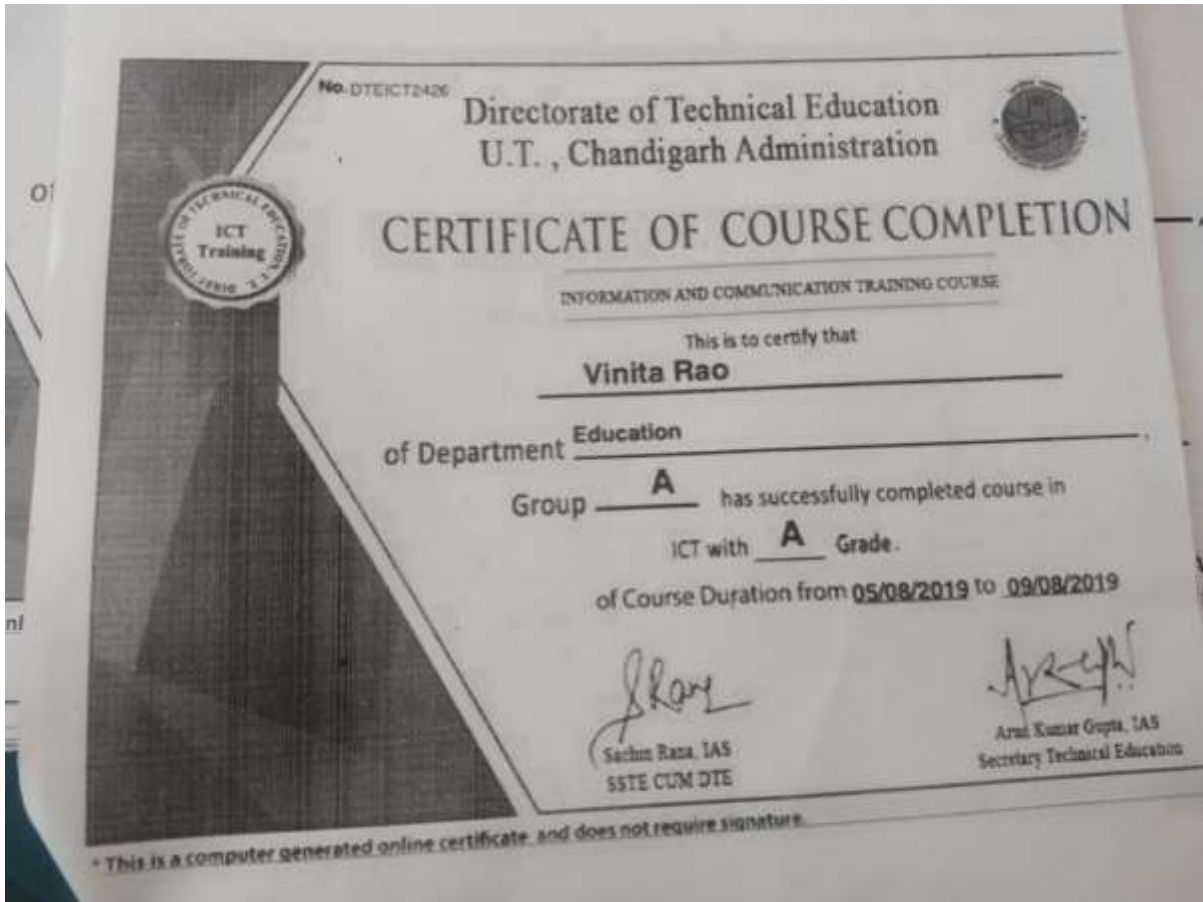 No. DTEICT2426
Directorate of Technical Education
U.T. , Chandigarh Administration
ICT
Training
CERTIFICATE OF COURSE COMPLETION
INFORMATION AND COMMUNICATION TRAINING COURSE
This is to certify that
Vinita Rao
of Department Education .
Group A has successfully completed course in
ICT with A Grade.
of Course Duration from 05/08/2019 to 09/08/2019
Sachin Rana, IAS
SSTE CUM DTE
Kumar Gupta, IAS
Secretary Technical Education
* This is a computer generated online certificate and does not require signature.